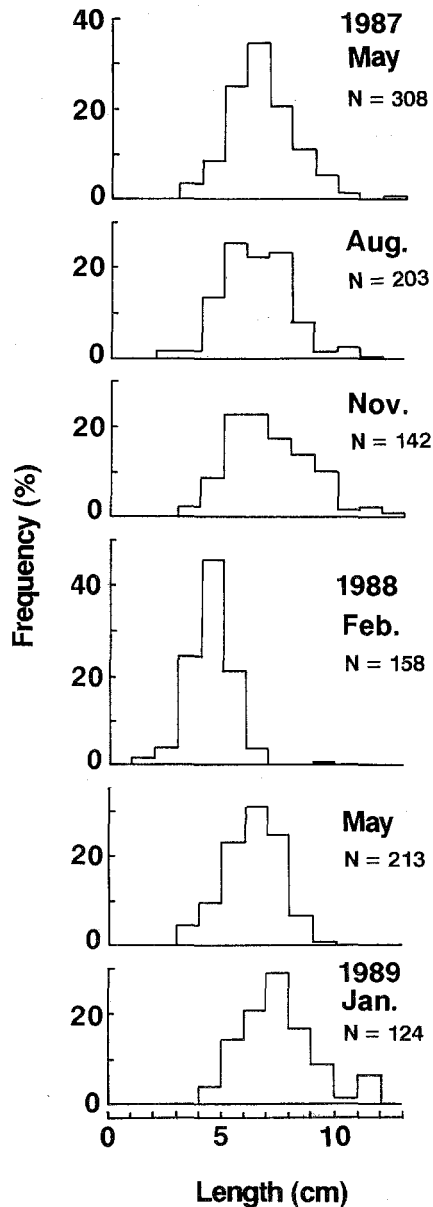 40
1987
May
N = 308
20
0
Aug.
N = 203
20
0
Nov.
N = 142
20
0
Frequency (%)
1988
Feb.
N = 158
40
20
0
May
N = 213
20
0
1989
Jan.
N = 124
20
0
0 5 10
Length (cm)